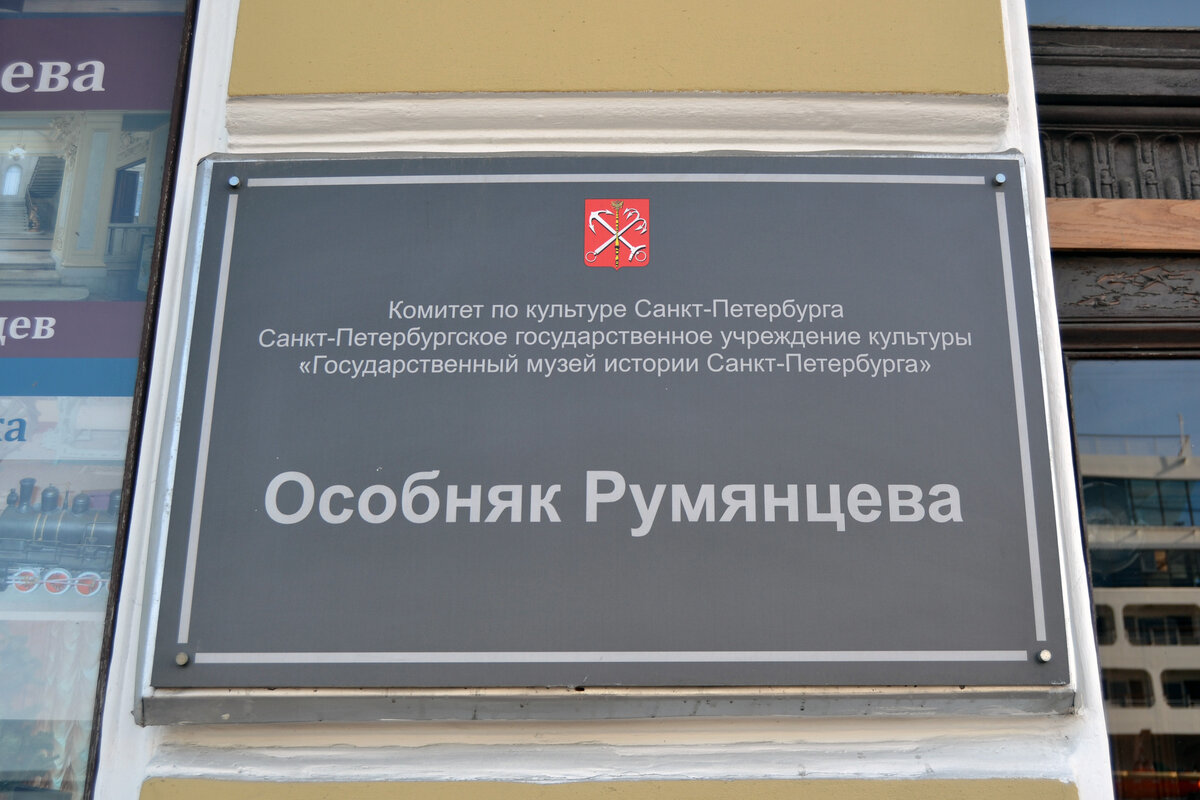 Комитет по культуре Санкт-Петербурга
Санкт-Петербургское государственное учреждение культуры
«Государственный музей истории Санкт-Петербурга»
Особняк Румянцева